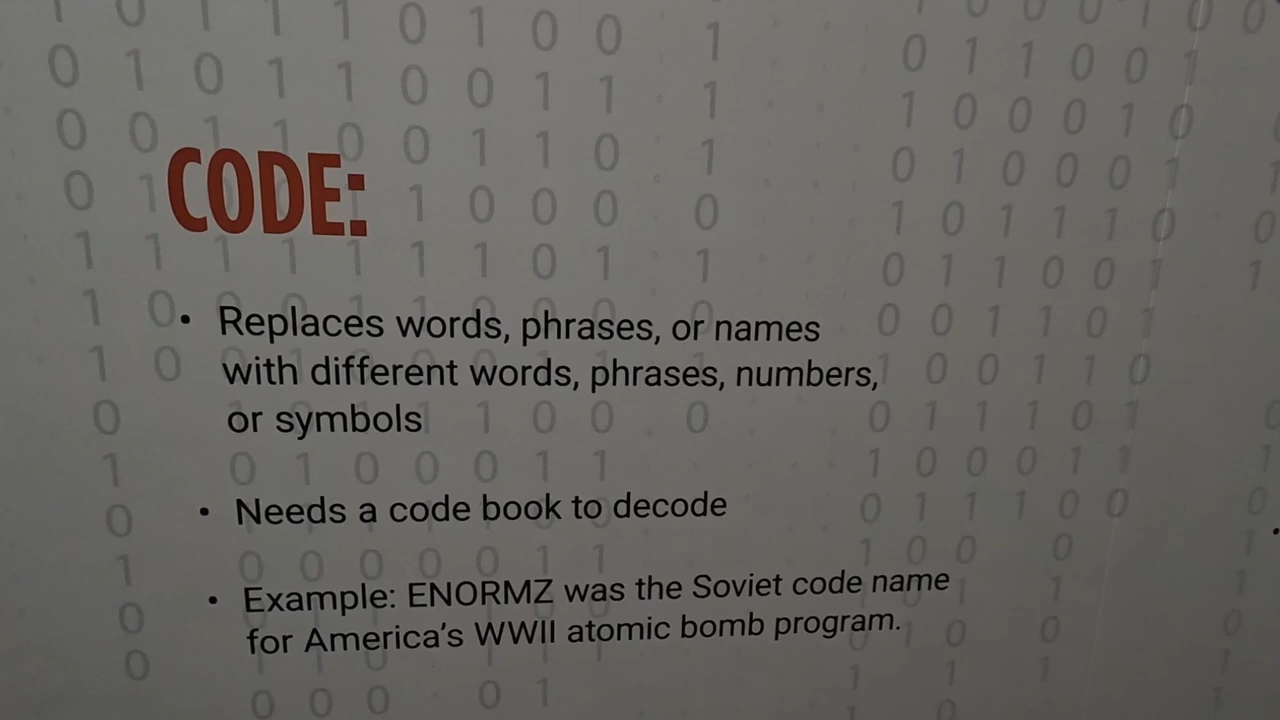 CODE:
• Replaces words, phrases, or names
with different words, phrases, numbers,
or symbols
• Needs a code book to decode
• Example: ENORMZ was the Soviet code name
for America's WWII atomic bomb program.